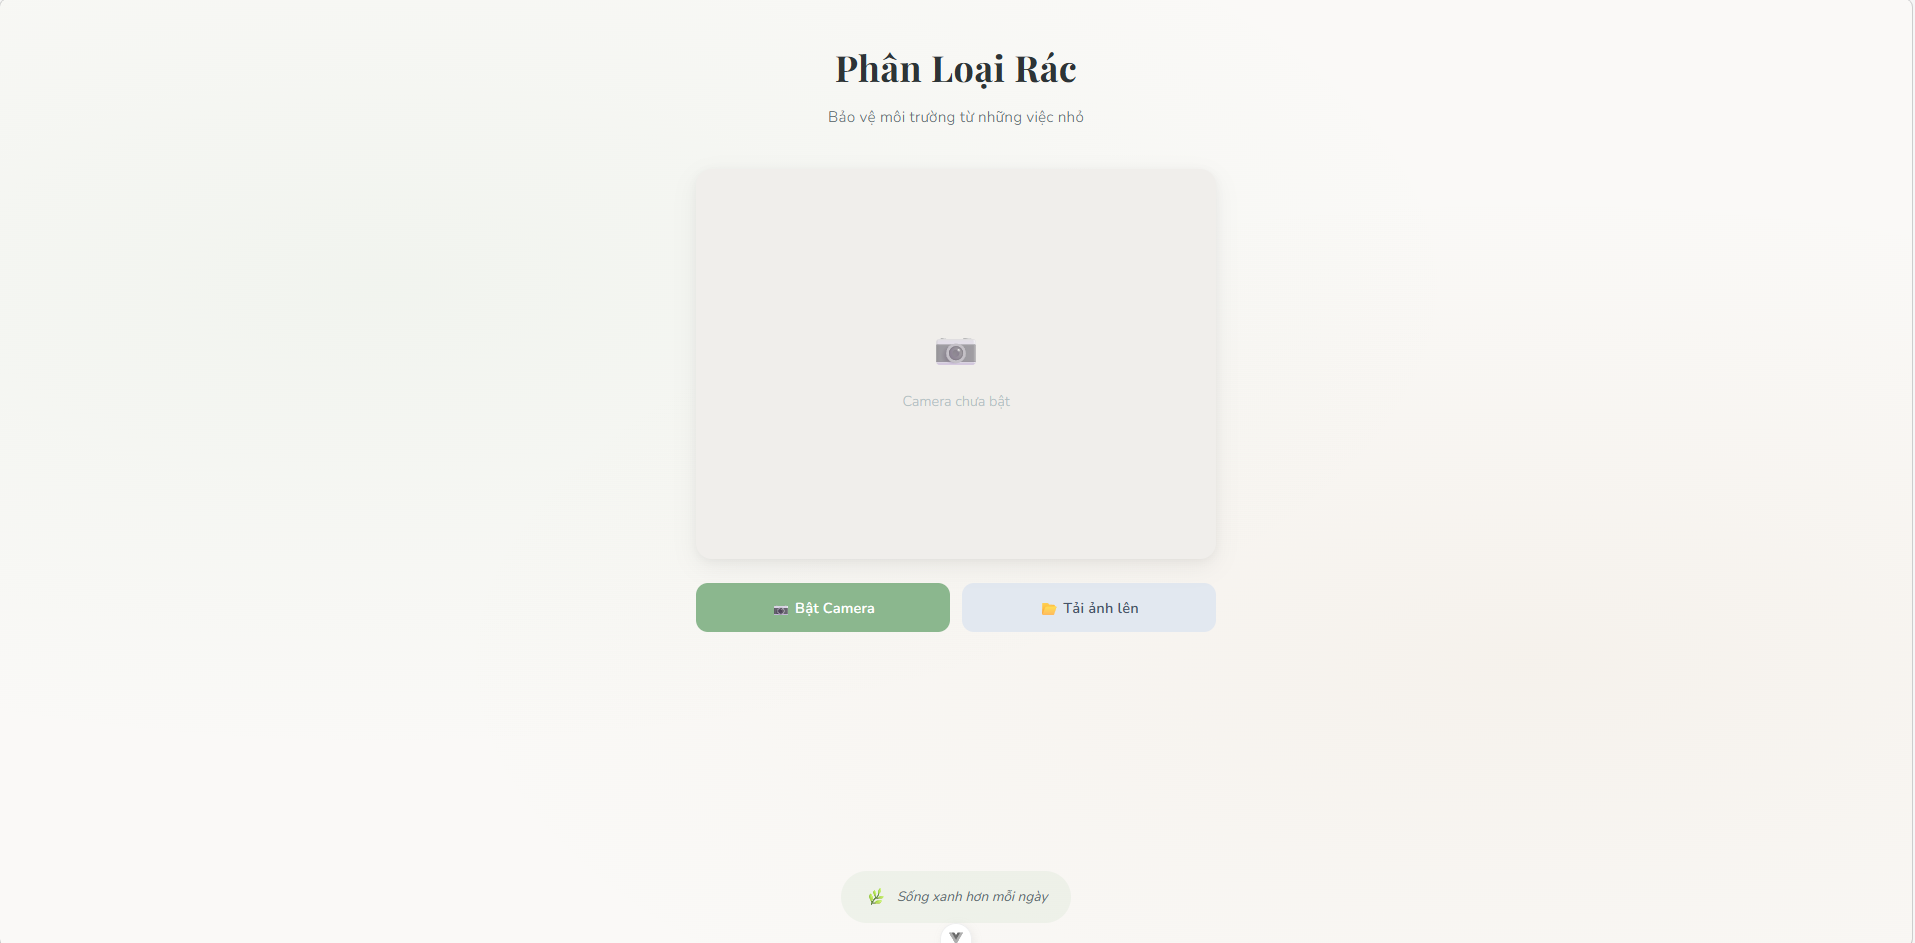 Phân Loại Rác
Bảo vệ môi trường từ những việc nhỏ
Camera chưa bật
Bật Camera
Tải ảnh lên
Sống xanh hơn mỗi ngày